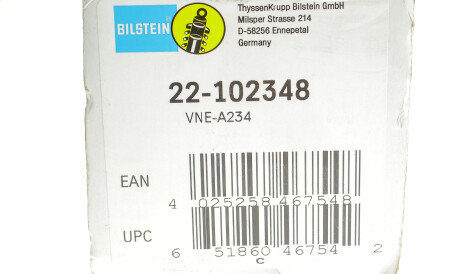 ThyssenKrupp Bilstein GmbH
Milsper Strasse 214
D-58256 Ennepetal
Germany
BILSTEIN
22-102348
VNE-A234
EAN
4 025258 467548
UPC
6 51860 46754 2
C